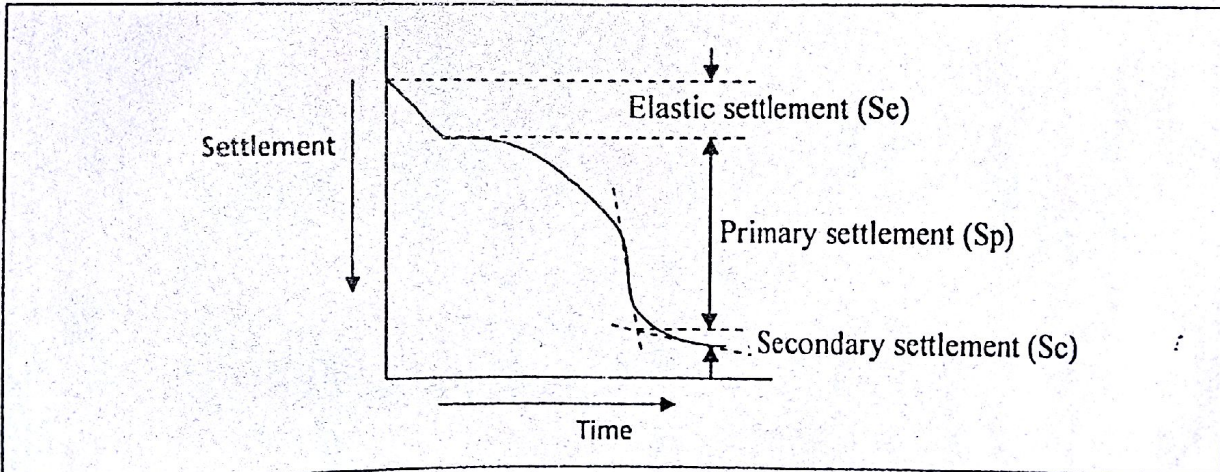 Elastic settlement (Se)
Settlement
Primary settlement (Sp)
Secondary settlement (Sc)
Time